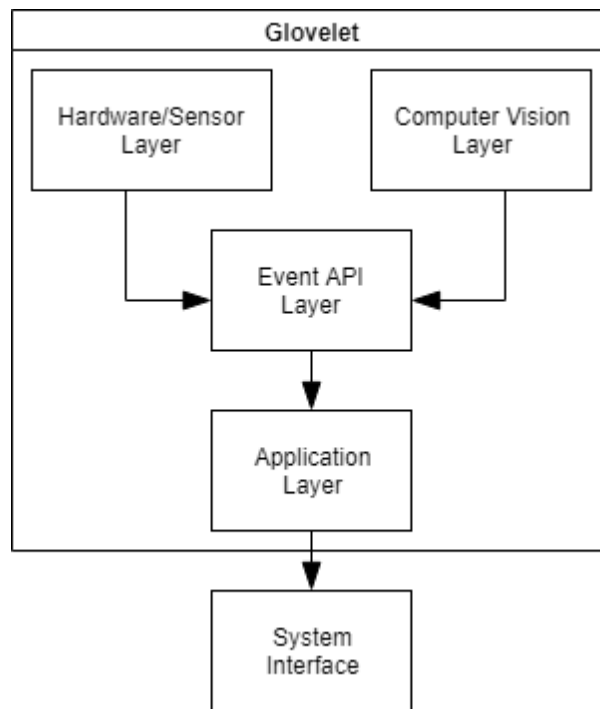 Glovelet
Hardware/Sensor
Layer
Computer Vision
Layer
Event API
Layer
Application
Layer
System
Interface